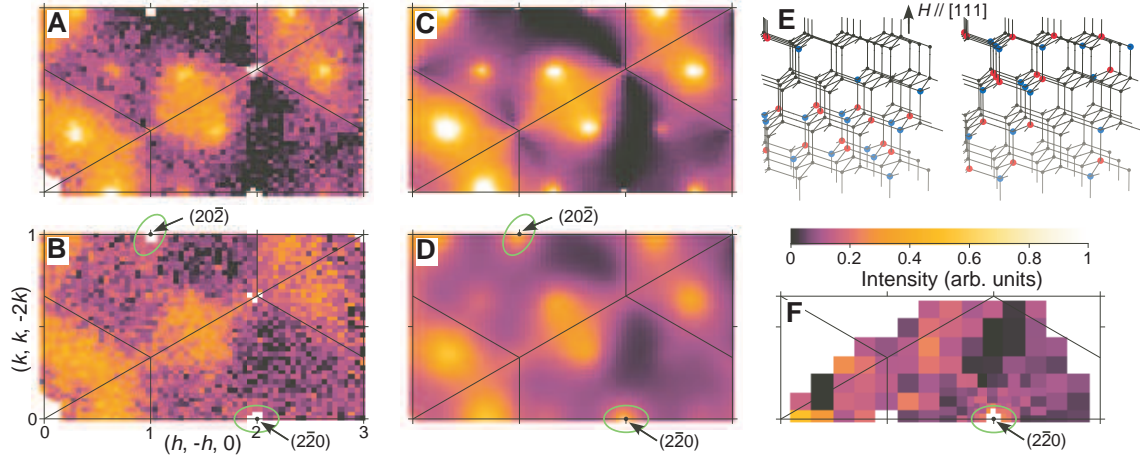 A
C
E
H // [111]
(202̄)
(202̄)
B
D
1
(k, k, -2k)
0
0
1
2
3
(h, -h, 0)
(22̄0)
(22̄0)
0
0.2
0.4
0.6
0.8
1
Intensity (arb. units)
F
(22̄0)